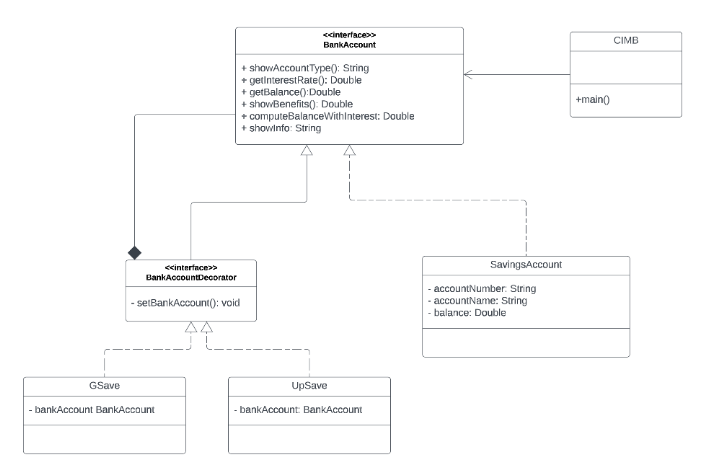 <<interface>>
BankAccount
+ showAccountType(): String
+ getInterestRate(): Double
+ getBalance():Double
+ showBenefits(): Double
+ computeBalanceWithInterest: Double
+ showInfo: String
CIMB
+main()
<<interface>>
BankAccountDecorator
- setBankAccount(): void
SavingsAccount
- accountNumber: String
- accountName: String
- balance: Double
GSave
- bankAccount BankAccount
UpSave
- bankAccount: BankAccount